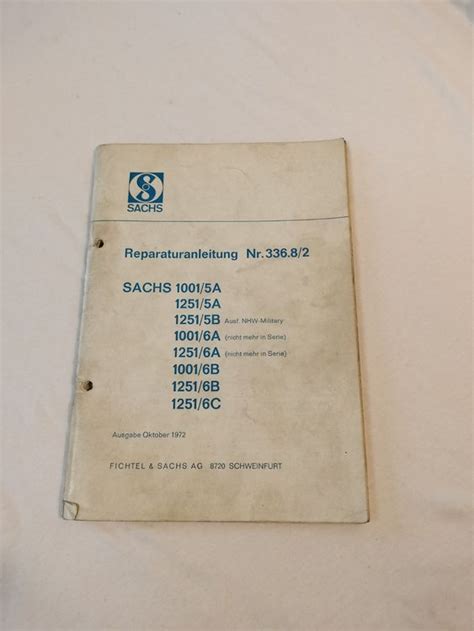 SACHS
Reparaturanleitung Nr. 336.8/2
SACHS 1001/5A
1251/5A
1251/5B Ausf. NHW-Military
1001/6A (nicht mehr in Serie)
1251/6A (nicht mehr in Serie)
1001/6B
1251/6B
1251/6C
Ausgabe Oktober 1972
FICHTEL & SACHS AG 8720 SCHWEINFURT